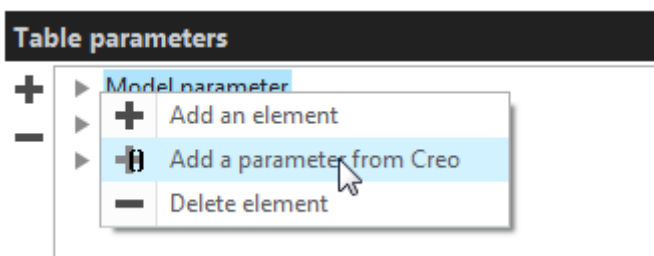 Table parameters
Model parameter
Add an element
Add a parameter from Creo
Delete element